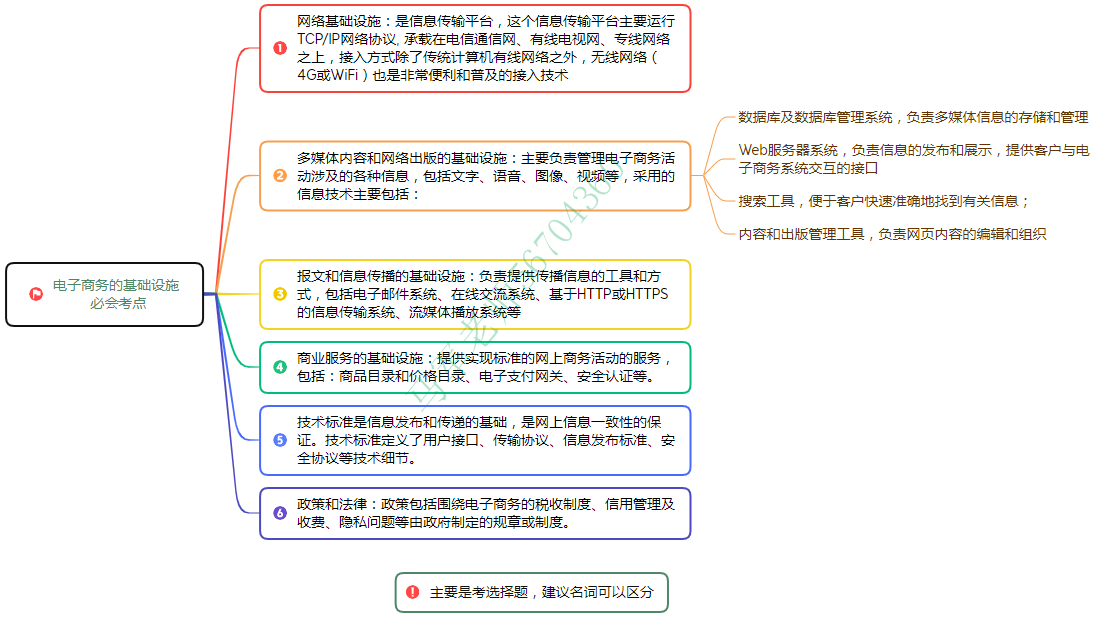 电子商务的基础设施
必会考点
1
网络基础设施：是信息传输平台，这个信息传输平台主要运行
TCP/IP网络协议, 承载在电信通信网、有线电视网、专线网络
之上，接入方式除了传统计算机有线网络之外，无线网络（
4G或WiFi）也是非常便利和普及的接入技术
2
多媒体内容和网络出版的基础设施：主要负责管理电子商务活
动涉及的各种信息，包括文字、语音、图像、视频等，采用的
信息技术主要包括：
数据库及数据库管理系统，负责多媒体信息的存储和管理
Web服务器系统，负责信息的发布和展示，提供客户与电
子商务系统交互的接口
搜索工具，便于客户快速准确地找到有关信息；
内容和出版管理工具，负责网页内容的编辑和组织
3
报文和信息传播的基础设施：负责提供传播信息的工具和方
式，包括电子邮件系统、在线交流系统、基于HTTP或HTTPS
的信息传输系统、流媒体播放系统等
4
商业服务的基础设施：提供实现标准的网上商务活动的服务，
包括：商品目录和价格目录、电子支付网关、安全认证等。
5
技术标准是信息发布和传递的基础，是网上信息一致性的保
证。技术标准定义了用户接口、传输协议、信息发布标准、安
全协议等技术细节。
6
政策和法律：政策包括围绕电子商务的税收制度、信用管理及
收费、隐私问题等由政府制定的规章或制度。
主要是考选择题，建议名词可以区分